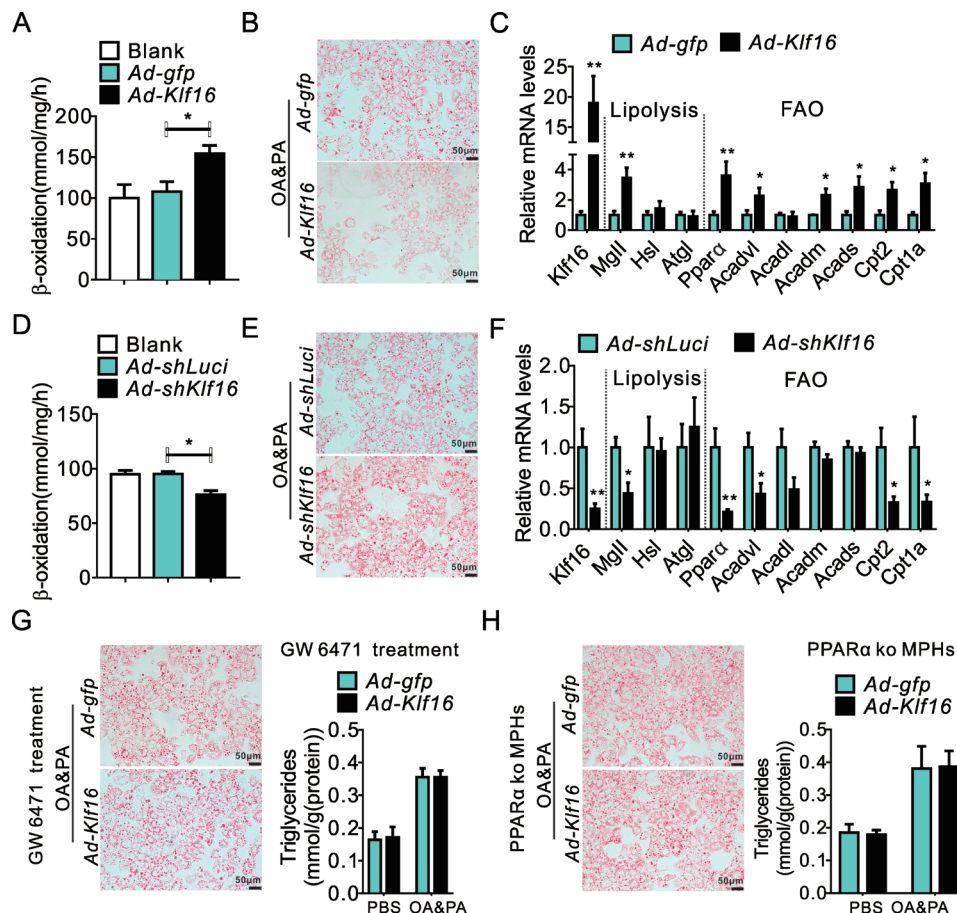 A
Blank
Ad-gfp
Ad-Klf16
β-oxidation(mmol/mg/h)
200
150
100
50
0
*
B
OA&PA
Ad-gfp
Ad-Klf16
50μm
50μm
C
Ad-gfp
Ad-Klf16
Relative mRNA levels
Lipolysis
FAO
25
20
15
10
6
4
2
0
**
**
**
*
*
*
*
*
Klf16
Mgll
Hsl
Atgl
Pparα
Acadvl
Acadl
Acadm
Acads
Cpt2
Cpt1a
D
Blank
Ad-shLuci
Ad-shKlf16
β-oxidation(mmol/mg/h)
150
100
50
0
*
E
OA&PA
Ad-shLuci
Ad-shKlf16
50μm
50μm
F
Ad-shLuci
Ad-shKlf16
Relative mRNA levels
Lipolysis
FAO
2.0
1.5
1.0
0.5
0.0
**
*
**
*
*
*
Klf16
Mgll
Hsl
Atgl
Pparα
Acadvl
Acadl
Acadm
Acads
Cpt2
Cpt1a
G
GW 6471 treatment
OA&PA
Ad-gfp
Ad-Klf16
50μm
50μm
GW 6471 treatment
Ad-gfp
Ad-Klf16
Triglycerides
(mmol/g(protein))
0.5
0.4
0.3
0.2
0.1
0.0
PBS OA&PA
H
PPARα ko MPHs
OA&PA
Ad-gfp
Ad-Klf16
50μm
50μm
PPARα ko MPHs
Ad-gfp
Ad-Klf16
Triglycerides
(mmol/g(protein))
0.5
0.4
0.3
0.2
0.1
0.0
PBS OA&PA